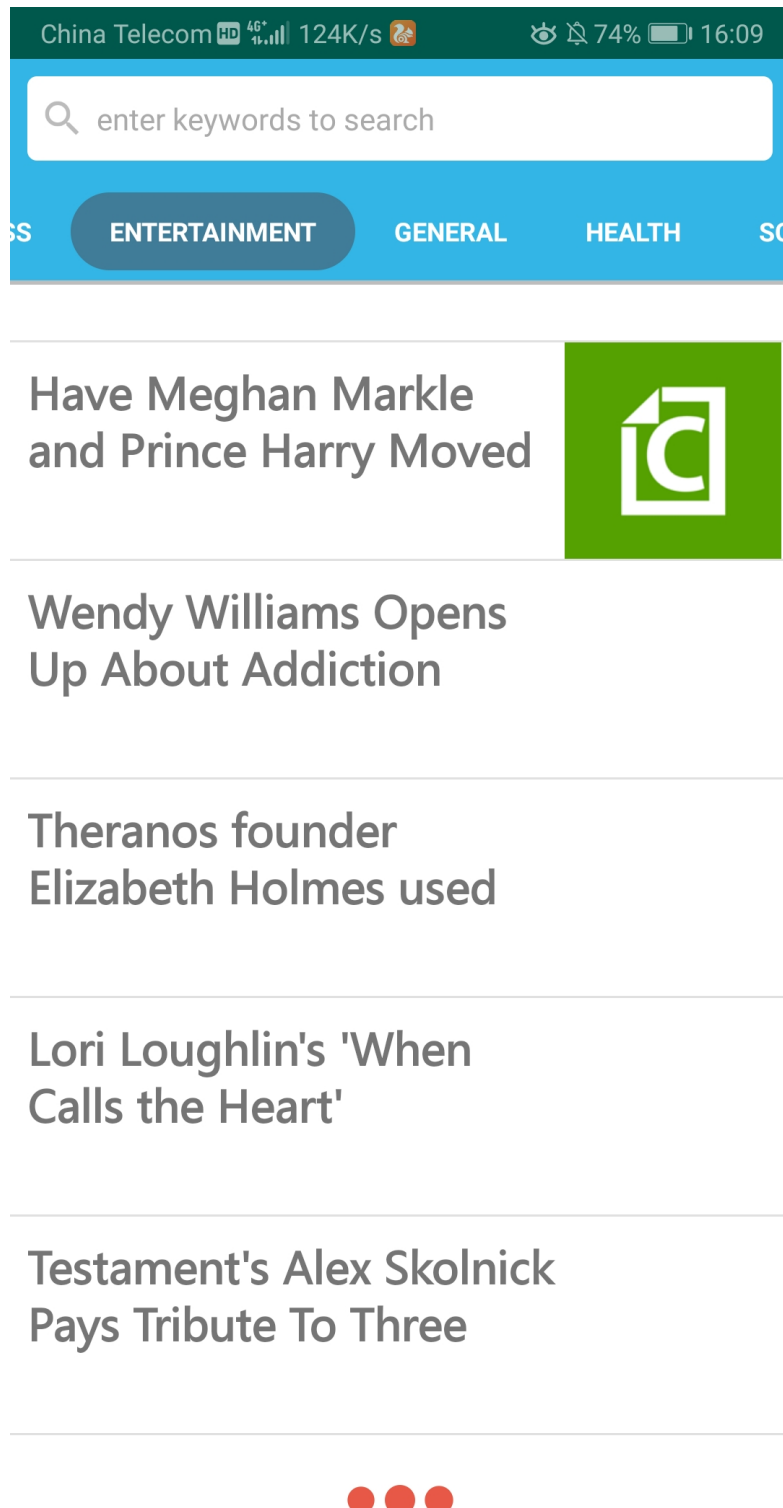 China Telecom HD 4G+ 124K/s 74% 16:09
enter keywords to search
SS ENTERTAINMENT GENERAL HEALTH SC
Have Meghan Markle
and Prince Harry Moved
C
Wendy Williams Opens
Up About Addiction
Theranos founder
Elizabeth Holmes used
Lori Loughlin's 'When
Calls the Heart'
Testament's Alex Skolnick
Pays Tribute To Three